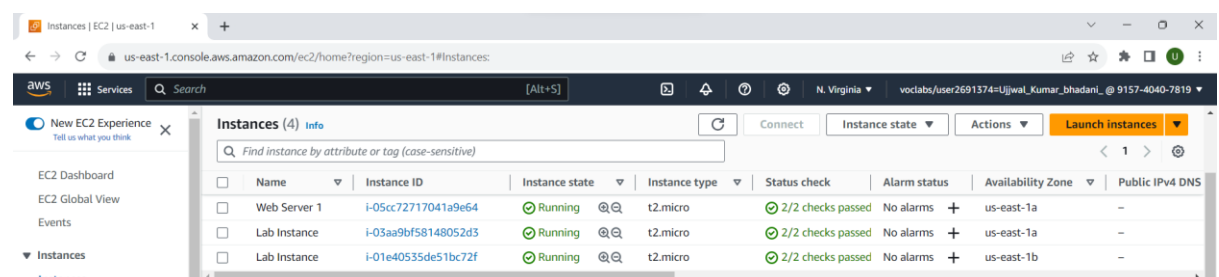 Instances | EC2 | us-east-1
us-east-1.console.aws.amazon.com/ec2/home?region=us-east-1#Instances:
aws Services Search [Alt+S] N. Virginia voclabs/user2691374=Ujjwal_Kumar_bhadani_ @ 9157-4040-7819
U
New EC2 Experience
Tell us what you think
EC2 Dashboard
EC2 Global View
Events
Instances
Instances (4) Info Connect Instance state Actions Launch instances
Find instance by attribute or tag (case-sensitive) 1
Name Instance ID Instance state Instance type Status check Alarm status Availability Zone Public IPv4 DNS
Web Server 1 i-05cc72717041a9e64 Running t2.micro 2/2 checks passed No alarms + us-east-1a –
Lab Instance i-03aa9bf58148052d3 Running t2.micro 2/2 checks passed No alarms + us-east-1a –
Lab Instance i-01e40535de51bc72f Running t2.micro 2/2 checks passed No alarms + us-east-1b –